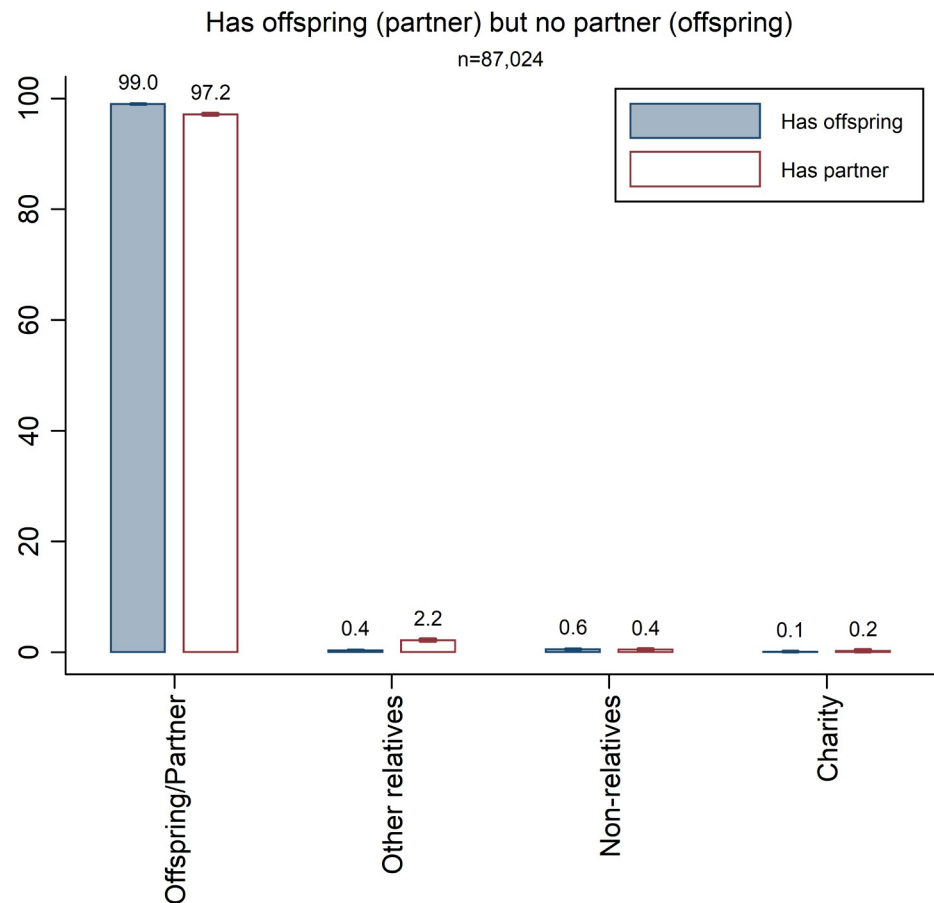 Has offspring (partner) but no partner (offspring)
n=87,024
Has offspring
Has partner
100
80
60
40
20
0
99.0
97.2
0.4
2.2
0.6
0.4
0.1
0.2
Offspring/Partner
Other relatives
Non-relatives
Charity